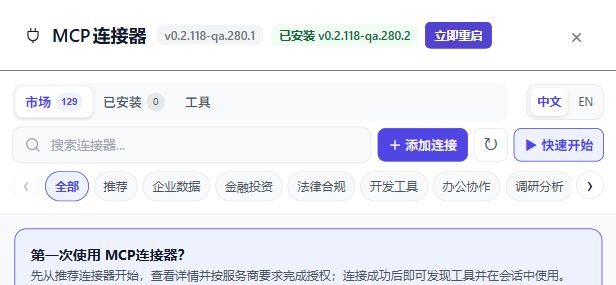 MCP连接器 v0.2.118-qa.280.1 已安装 v0.2.118-qa.280.2 立即重启
市场 129 已安装 0 工具 中文 EN
搜索连接器... + 添加连接 ↻ ▶ 快速开始
‹ 全部 推荐 企业数据 金融投资 法律合规 开发工具 办公协作 调研分析 ›
第一次使用 MCP连接器?
先从推荐连接器开始，查看详情并按服务商要求完成授权；连接成功后即可发现工具并在会话中使用。